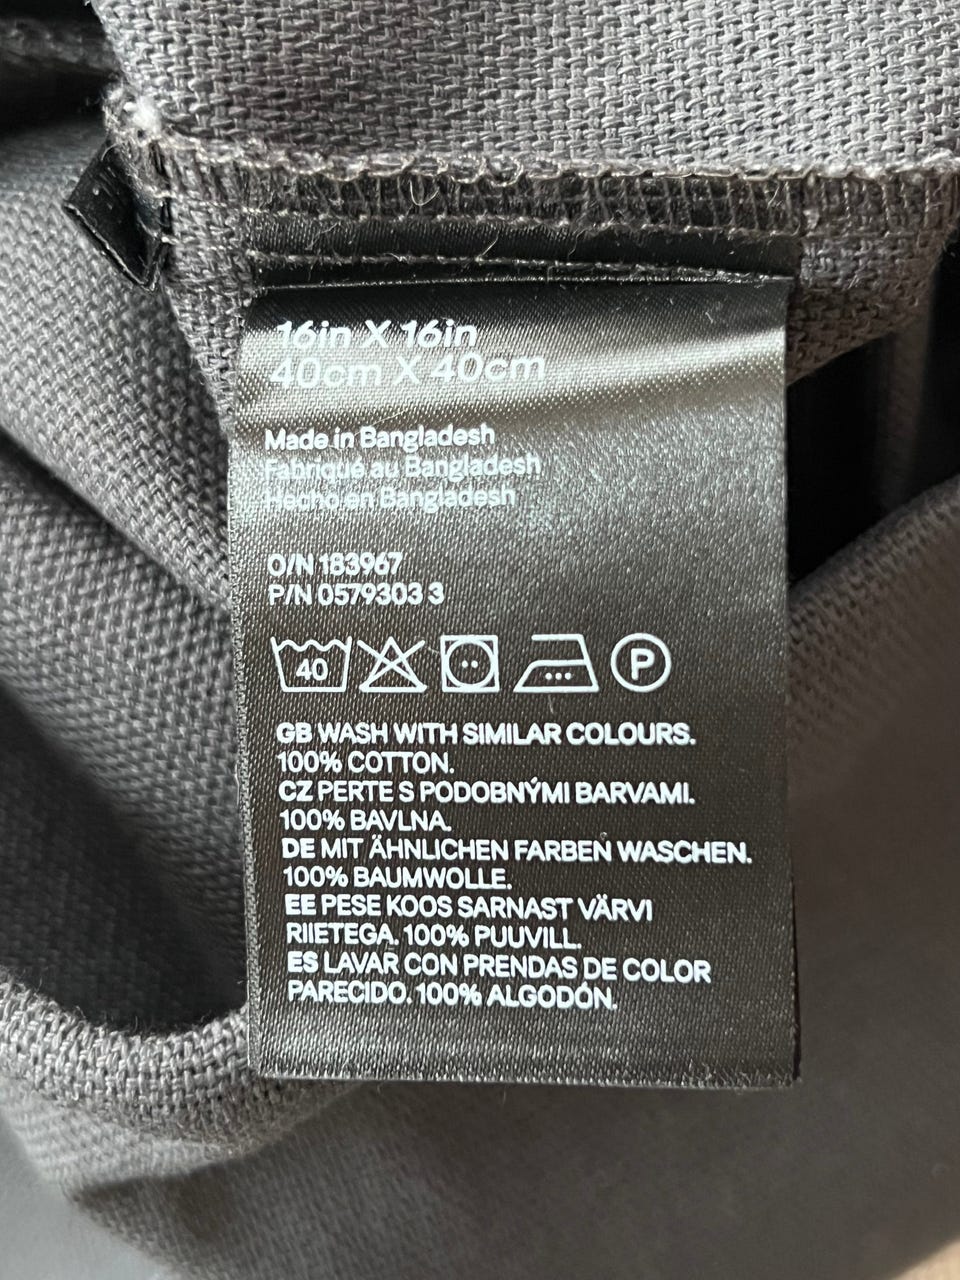 16in X 16in
40cm X 40cm
Made in Bangladesh
Fabriqué au Bangladesh
Hecho en Bangladesh
O/N 183967
P/N 0579303 3
40 P
GB WASH WITH SIMILAR COLOURS.
100% COTTON.
CZ PERTE S PODOBNÝMI BARVAMI.
100% BAVLNA.
DE MIT ÄHNLICHEN FARBEN WASCHEN.
100% BAUMWOLLE.
EE PESE KOOS SARNAST VÄRVI
RIIETEGA. 100% PUUVILL.
ES LAVAR CON PRENDAS DE COLOR
PARECIDO. 100% ALGODÓN.